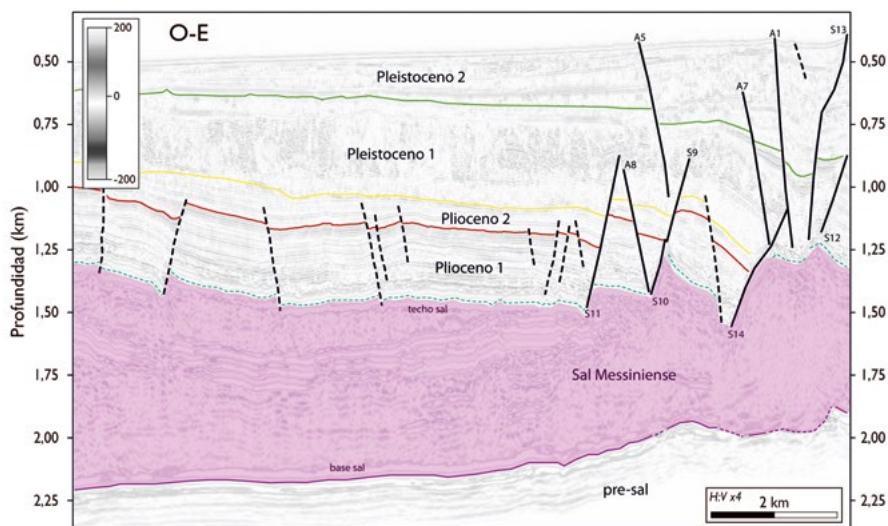 200
0
-200
O-E
A5
A1
S13
A7
S9
A8
S12
S11
S10
S14
Pleistoceno 2
Pleistoceno 1
Plioceno 2
Plioceno 1
techo sal
Sal Messiniense
base sal
pre-sal
H:V x4
2 km
Profundidad (km)
0,50
0,75
1,00
1,25
1,50
1,75
2,00
2,25
0,50
0,75
1,00
1,25
1,50
1,75
2,00
2,25